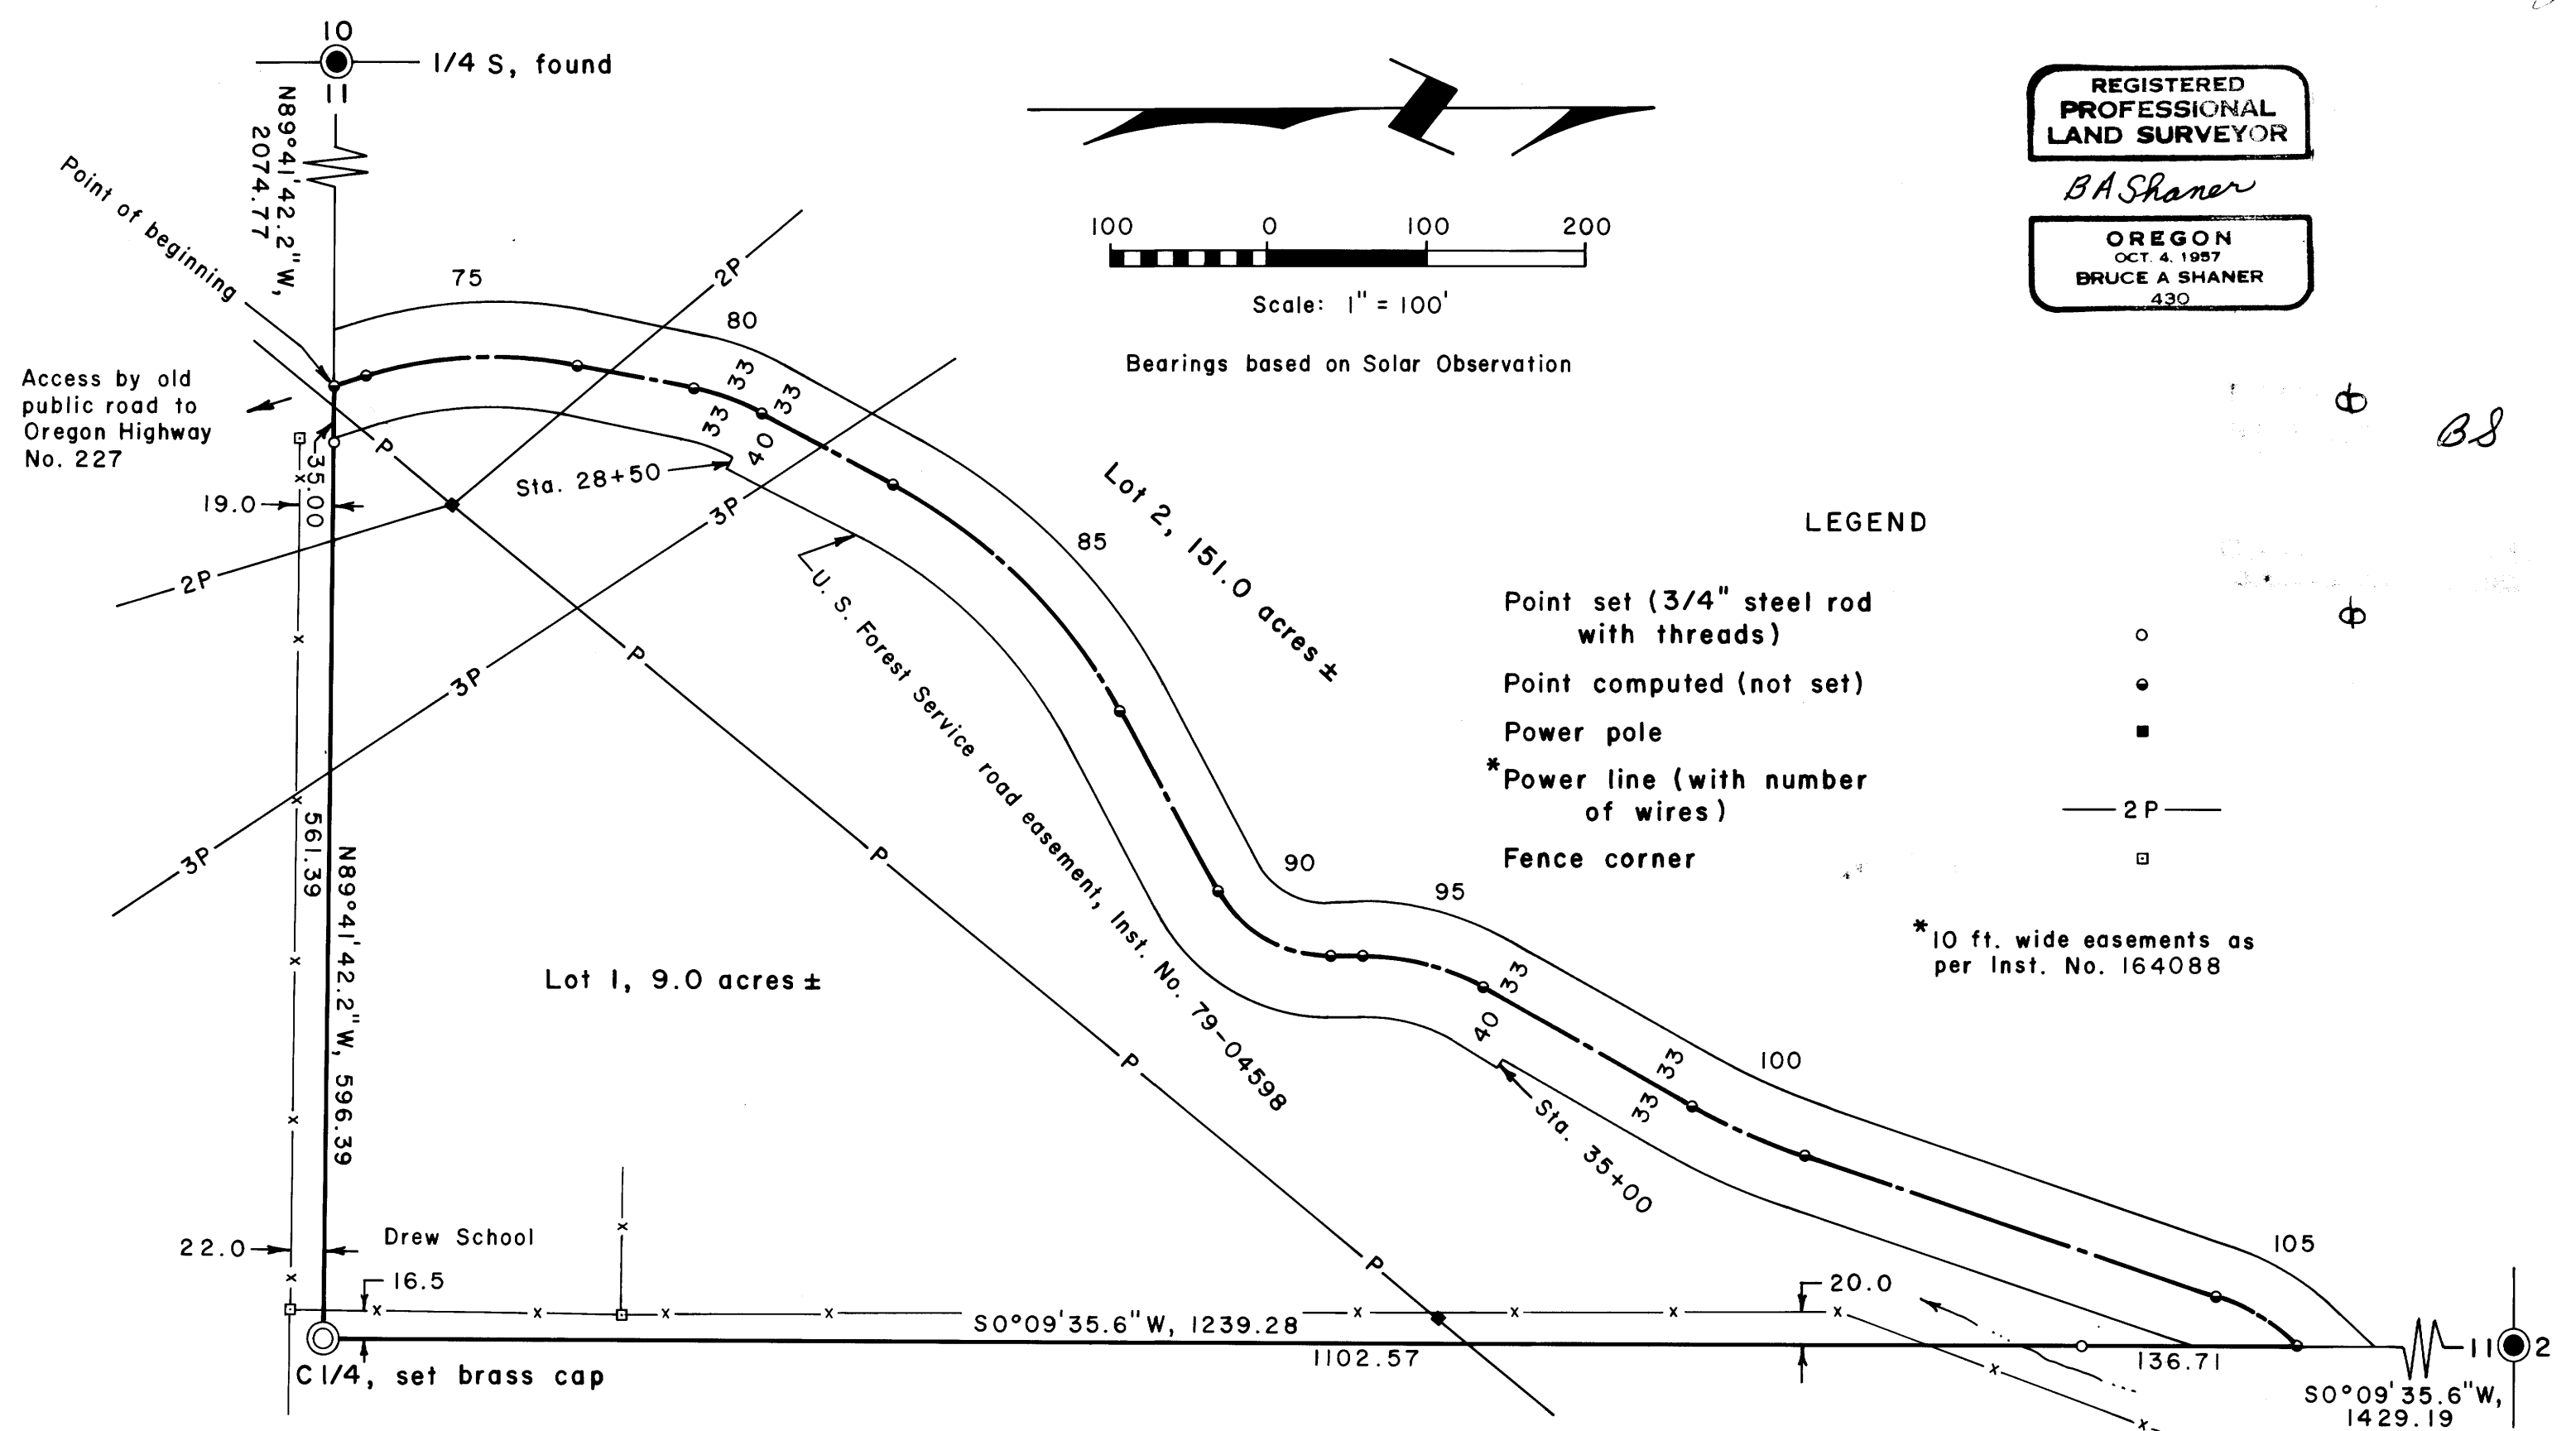 10
1/4 S, found
11
N89°41'42.2"W,
2074.77
Point of beginning
Access by old
public road to
Oregon Highway
No. 227
75
80
2P
33
33
33
40
P
35.00
19.0
Sta. 28+50
3P
2P
100 0 100 200
Scale: 1" = 100'
Bearings based on Solar Observation
REGISTERED
PROFESSIONAL
LAND SURVEYOR
BAShaner
OREGON
OCT. 4, 1957
BRUCE A SHANER
430
BS
Lot 2, 151.0 acres ±
85
U. S. Forest Service road easement, Inst. No. 79-04598
P
3P
3P
P
561.39
N89°41'42.2"W, 596.39
LEGEND
Point set (3/4" steel rod
with threads)
Point computed (not set)
Power pole
*Power line (with number
of wires)
2P
Fence corner
*10 ft. wide easements as
per Inst. No. 164088
90
95
33
40
33
33
100
Lot 1, 9.0 acres ±
P
Sta. 35+00
105
Drew School
22.0
16.5
x
P
20.0
S0°09'35.6"W, 1239.28
1102.57
136.71
C1/4, set brass cap
11
2
S0°09'35.6"W,
1429.19